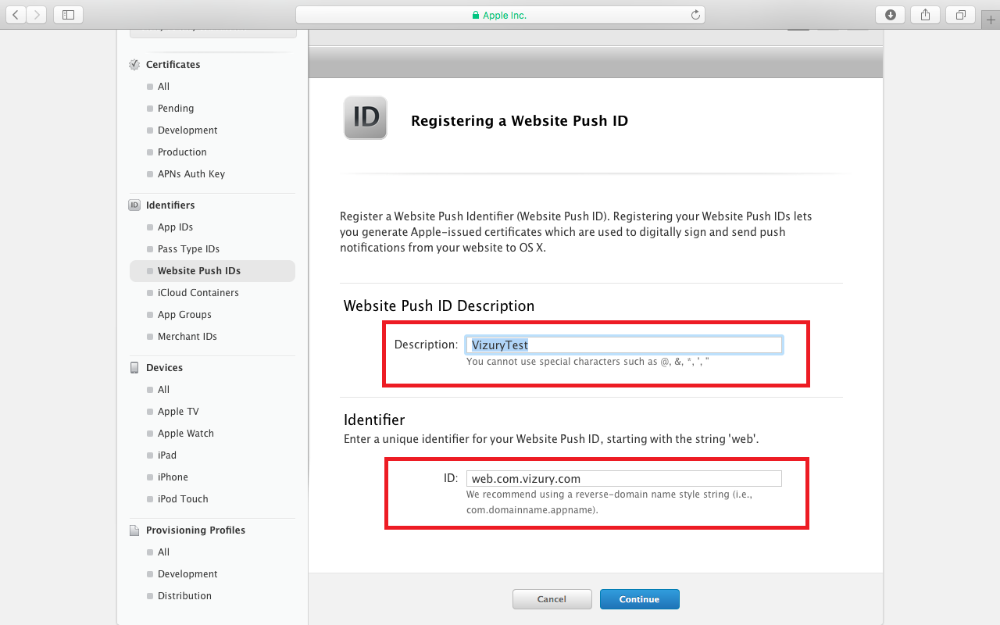 Apple Inc.
Certificates
All
Pending
Development
Production
APNs Auth Key
ID Identifiers
App IDs
Pass Type IDs
Website Push IDs
iCloud Containers
App Groups
Merchant IDs
Devices
All
Apple TV
Apple Watch
iPad
iPhone
iPod Touch
Provisioning Profiles
All
Development
Distribution
ID Registering a Website Push ID
Register a Website Push Identifier (Website Push ID). Registering your Website Push IDs lets
you generate Apple-issued certificates which are used to digitally sign and send push
notifications from your website to OS X.
Website Push ID Description
Description: VizuryTest
You cannot use special characters such as @, &, *, ', "
Identifier
Enter a unique identifier for your Website Push ID, starting with the string 'web'.
ID: web.com.vizury.com
We recommend using a reverse-domain name style string (i.e.,
com.domainname.appname).
Cancel
Continue